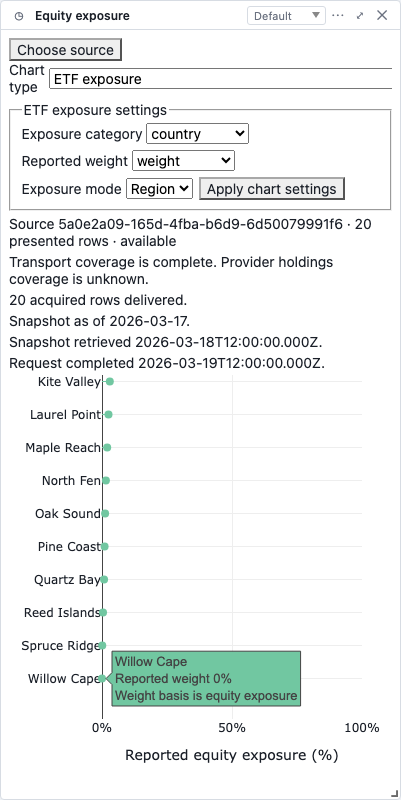 Equity exposure
Default
Choose source
Chart type
ETF exposure
ETF exposure settings
Exposure category country
Reported weight weight
Exposure mode Region Apply chart settings
Source 5a0e2a09-165d-4fba-b6d9-6d50079991f6 · 20
presented rows · available
Transport coverage is complete. Provider holdings
coverage is unknown.
20 acquired rows delivered.
Snapshot as of 2026-03-17.
Snapshot retrieved 2026-03-18T12:00:00.000Z.
Request completed 2026-03-19T12:00:00.000Z.
Kite Valley
Laurel Point
Maple Reach
North Fen
Oak Sound
Pine Coast
Quartz Bay
Reed Islands
Spruce Ridge
Willow Cape
Willow Cape
Reported weight 0%
Weight basis is equity exposure
0% 50% 100%
Reported equity exposure (%)